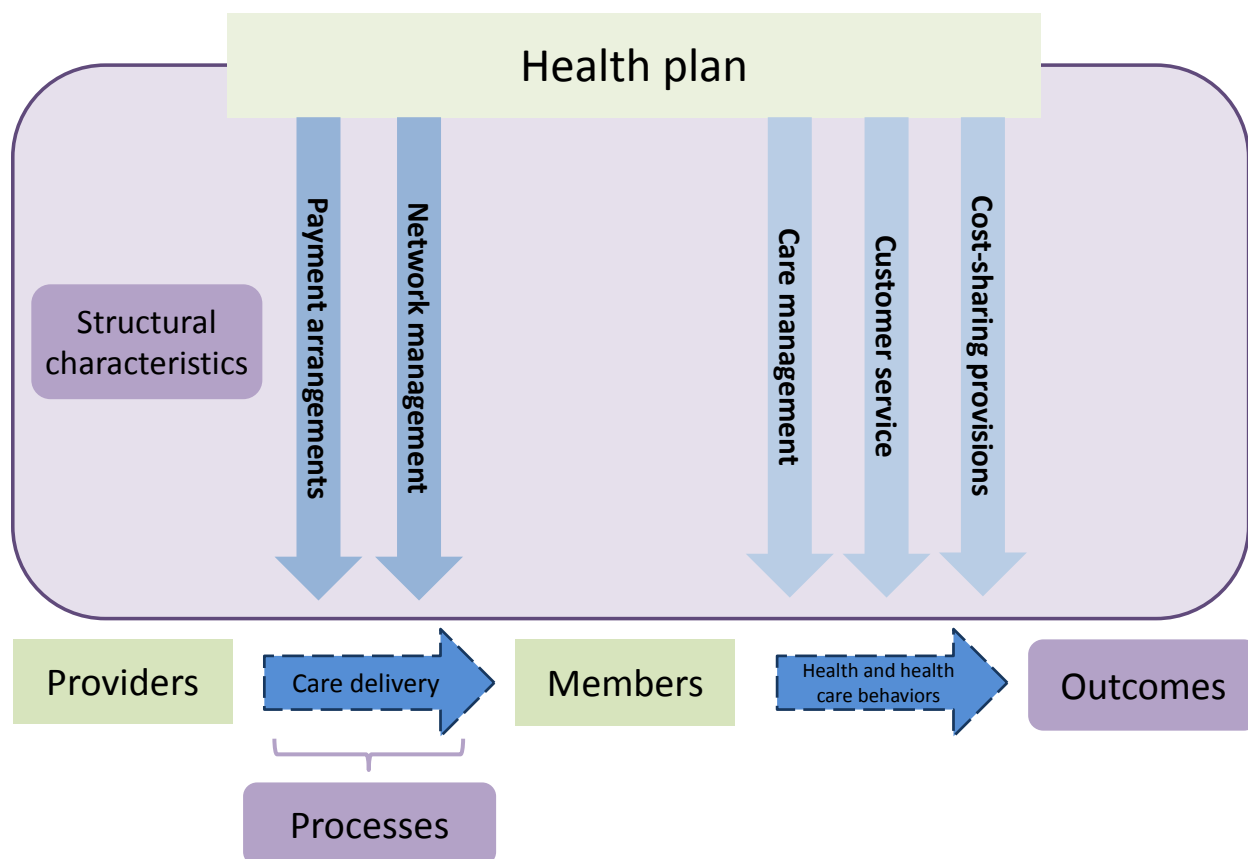 Health plan
Payment arrangements
Network management
Care management
Customer service
Cost-sharing provisions
Structural
characteristics
Providers
Care delivery
Members
Health and health
care behaviors
Outcomes
Processes